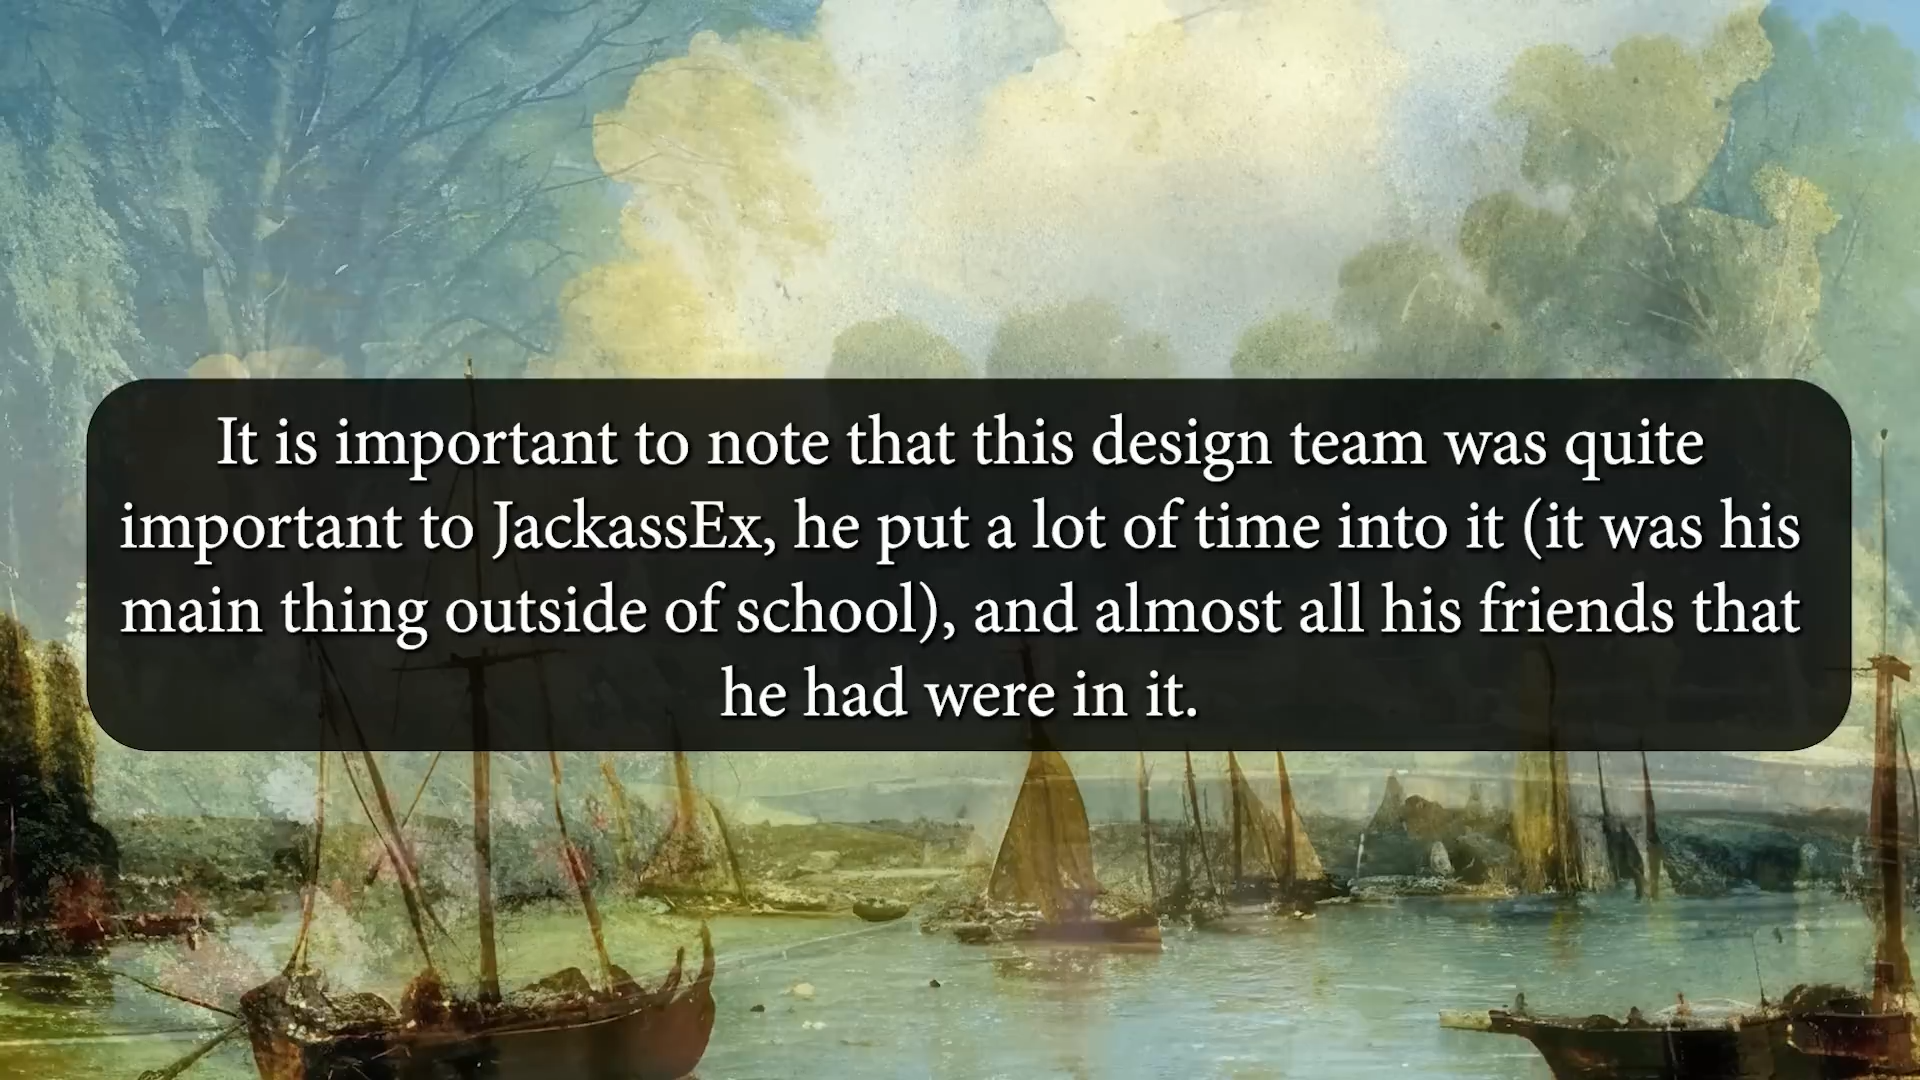 It is important to note that this design team was quite
important to JackassEx, he put a lot of time into it (it was his
main thing outside of school), and almost all his friends that
he had were in it.